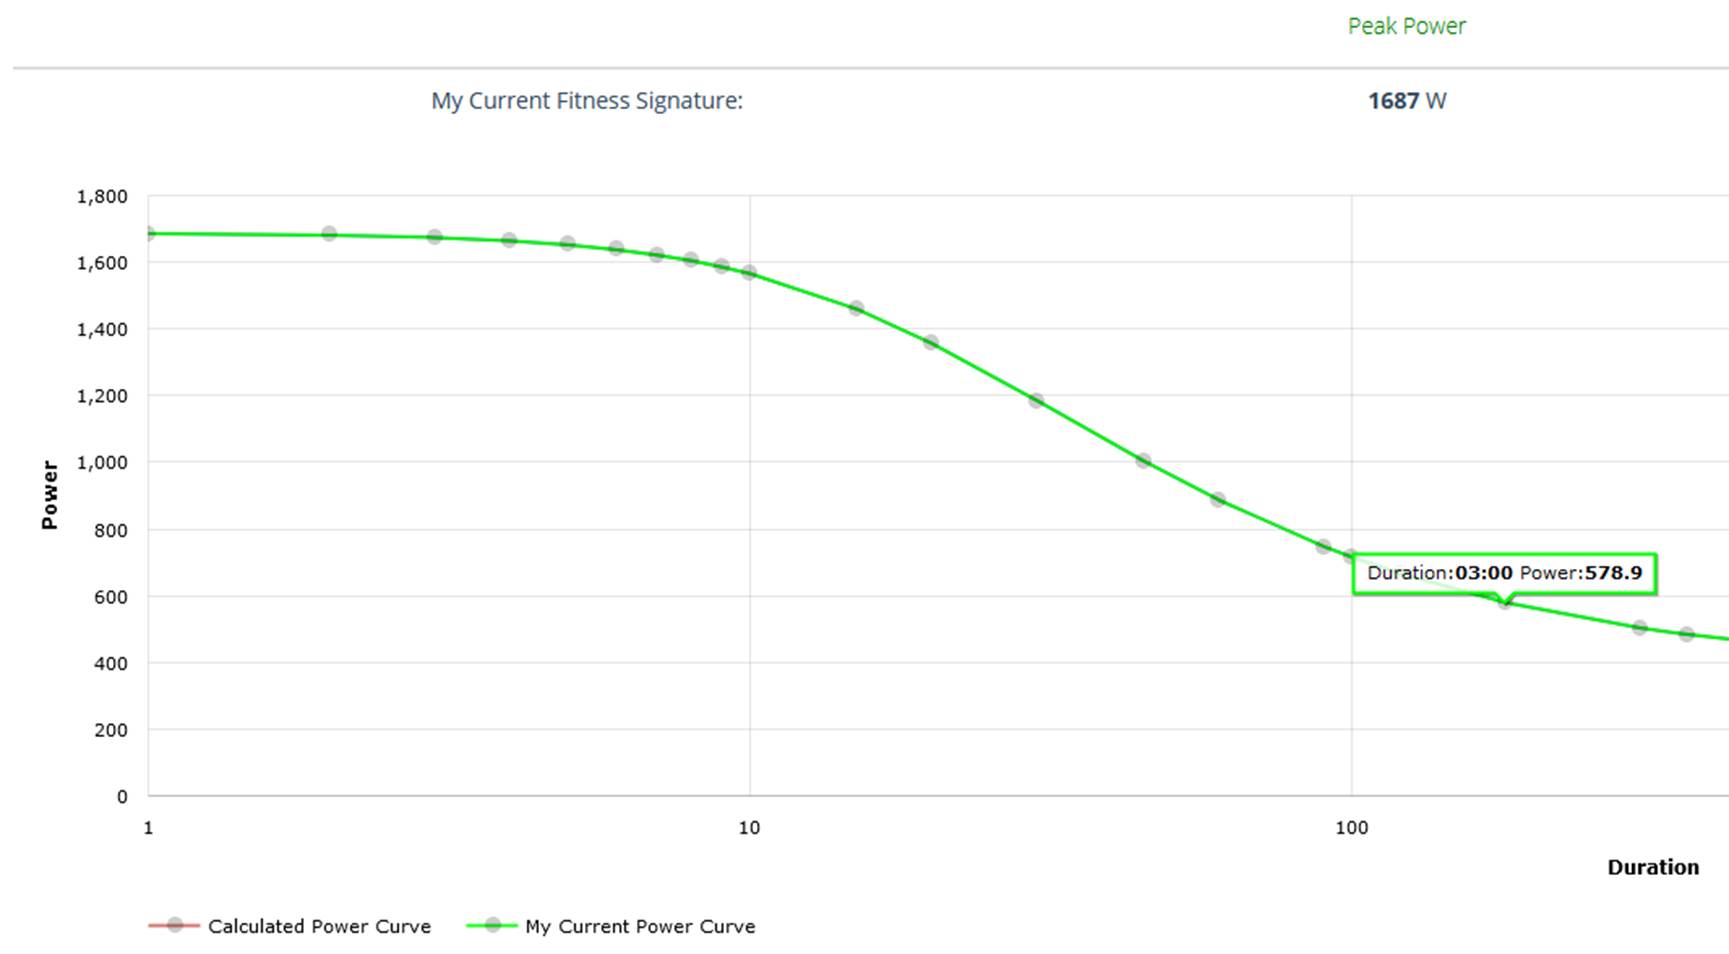 Peak Power
My Current Fitness Signature: 1687 W
1,800
1,600
1,400
1,200
1,000
800
600
400
200
0
Power
Duration:03:00 Power:578.9
1 10 100
Duration
Calculated Power Curve My Current Power Curve